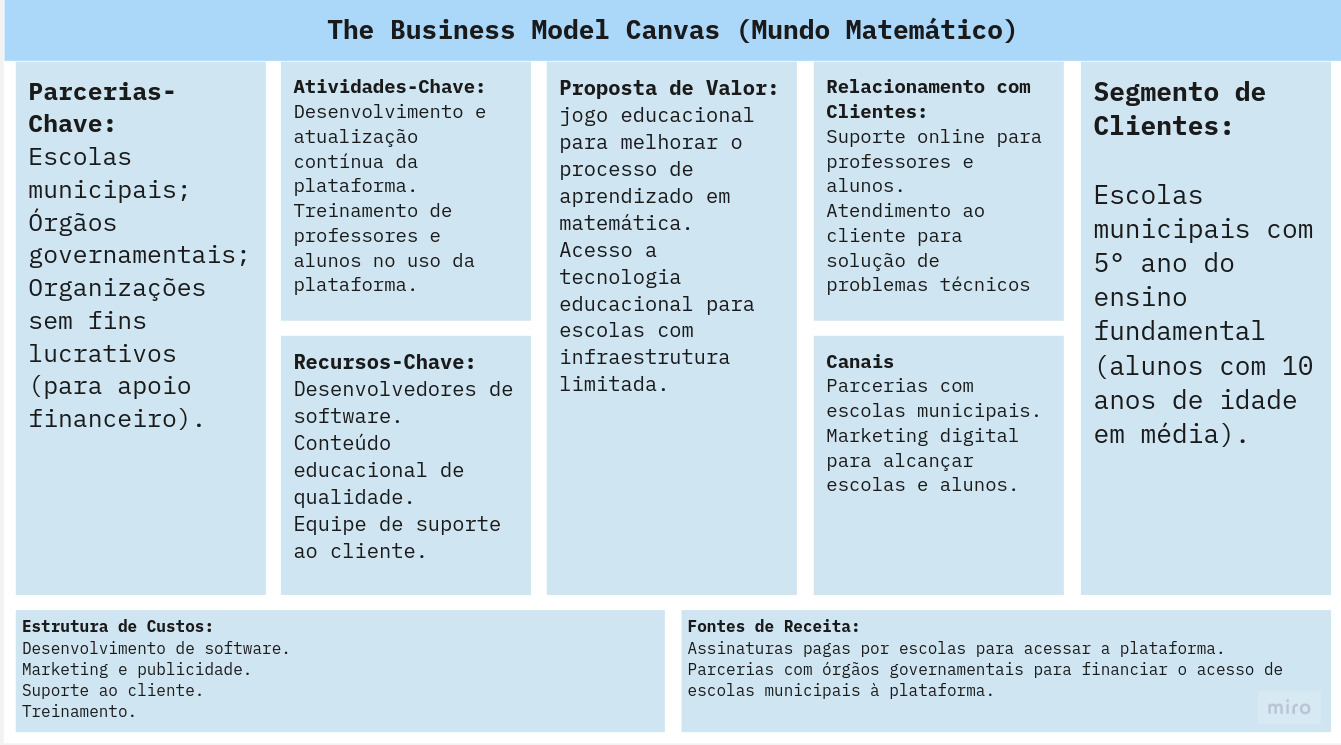 The Business Model Canvas (Mundo Matemático)
Parcerias-
Chave:
Escolas
municipais;
Órgãos
governamentais;
Organizações
sem fins
lucrativos
(para apoio
financeiro).
Atividades-Chave:
Desenvolvimento e
atualização
contínua da
plataforma.
Treinamento de
professores e
alunos no uso da
plataforma.
Recursos-Chave:
Desenvolvedores de
software.
Conteúdo
educacional de
qualidade.
Equipe de suporte
ao cliente.
Proposta de Valor:
jogo educacional
para melhorar o
processo de
aprendizado em
matemática.
Acesso a
tecnologia
educacional para
escolas com
infraestrutura
limitada.
Relacionamento com
Clientes:
Suporte online para
professores e
alunos.
Atendimento ao
cliente para
solução de
problemas técnicos
Canais
Parcerias com
escolas municipais.
Marketing digital
para alcançar
escolas e alunos.
Segmento de
Clientes:
Escolas
municipais com
5° ano do
ensino
fundamental
(alunos com 10
anos de idade
em média).
Estrutura de Custos:
Desenvolvimento de software.
Marketing e publicidade.
Suporte ao cliente.
Treinamento.
Fontes de Receita:
Assinaturas pagas por escolas para acessar a plataforma.
Parcerias com órgãos governamentais para financiar o acesso de
escolas municipais à plataforma.
miro